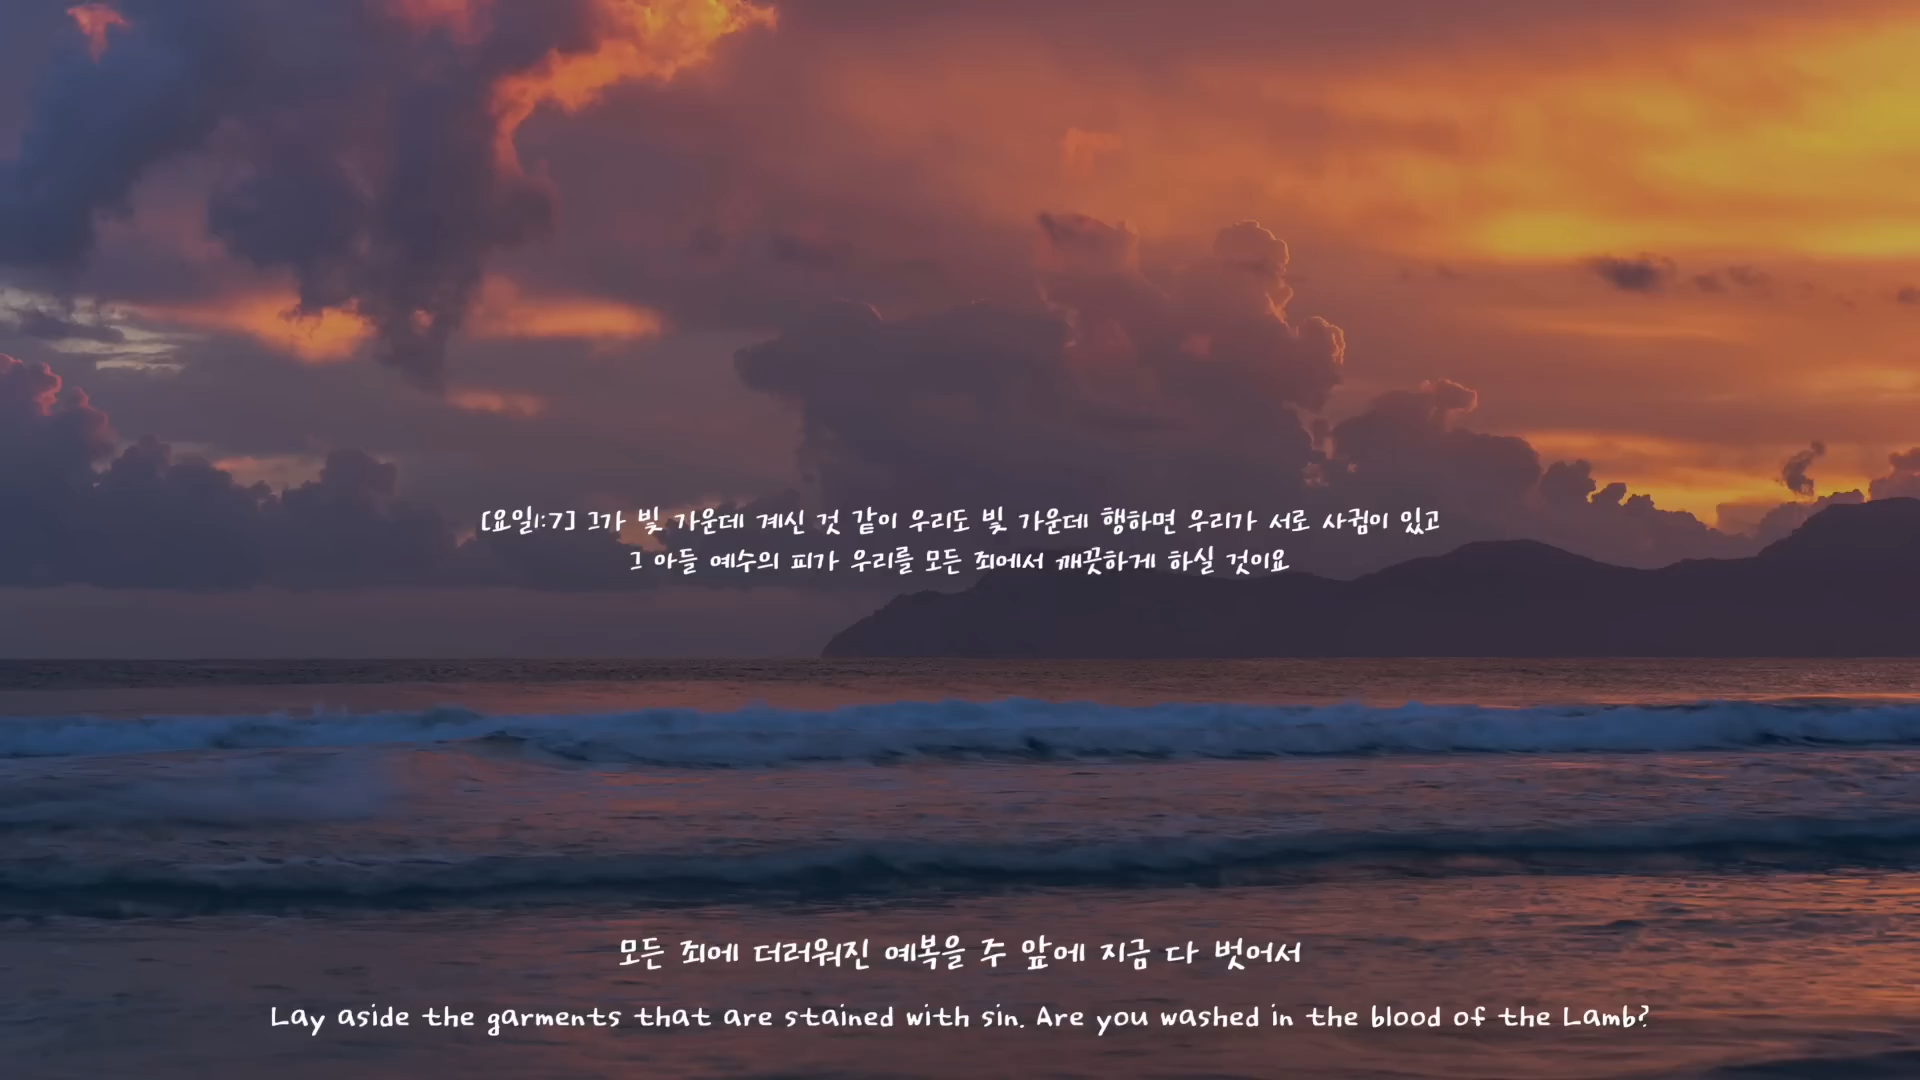 [요일1:7] 그가 빛 가운데 계신 것 같이 우리도 빛 가운데 행하면 우리가 서로 사귐이 있고
그 아들 예수의 피가 우리를 모든 죄에서 깨끗하게 하실 것이요
모든 죄에 더러워진 예복을 주 앞에 지금 다 벗어서
Lay aside the garments that are stained with sin. Are you washed in the blood of the Lamb?